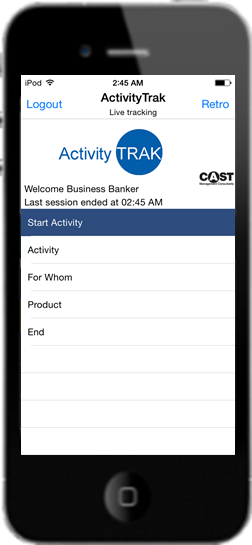 iPod 2:45 AM
Logout ActivityTrak Retro
Live tracking
Activity TRAK
CAST
Management Consultants
Welcome Business Banker
Last session ended at 02:45 AM
Start Activity
Activity
For Whom
Product
End